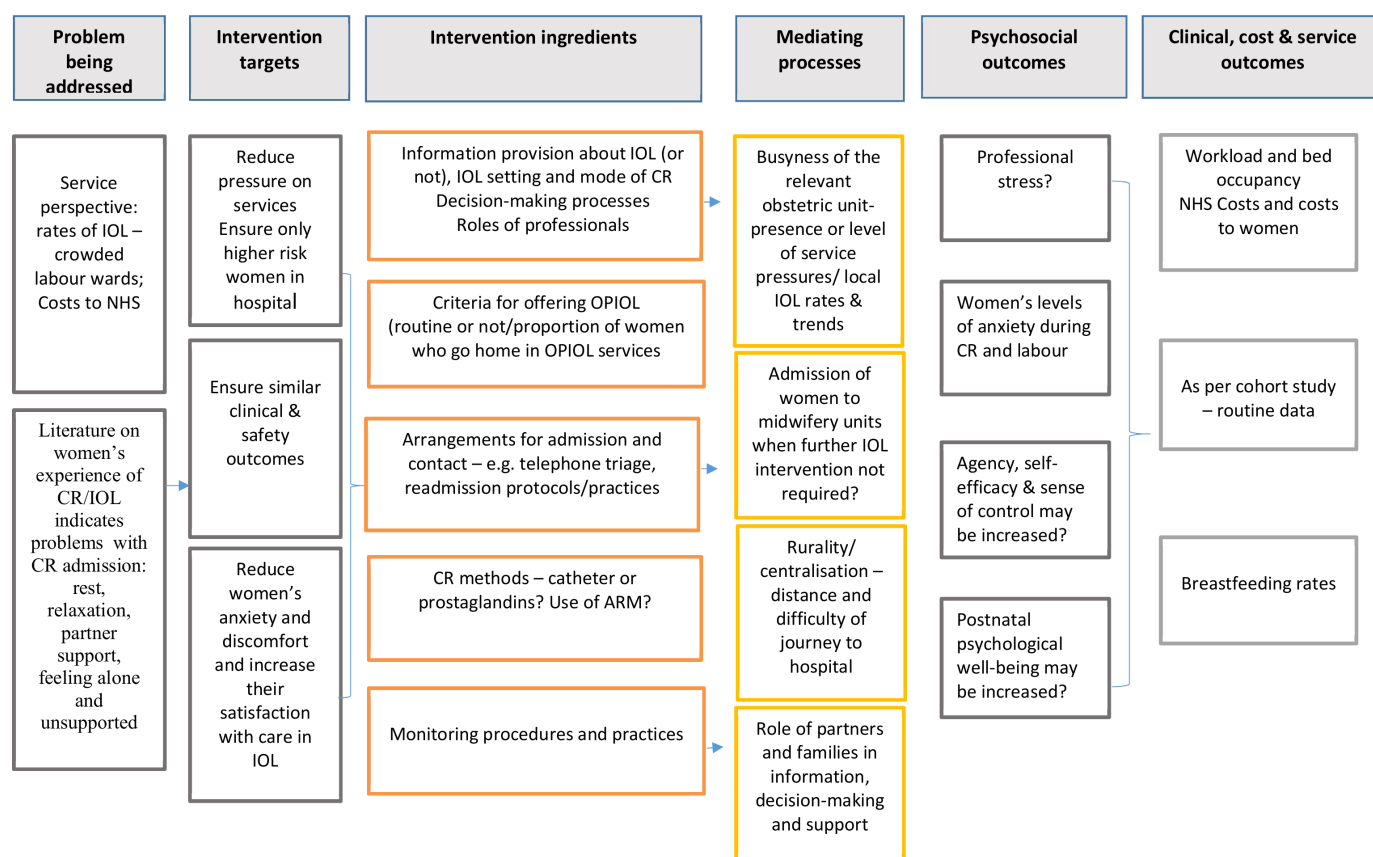 Problem
being
addressed
Intervention
targets
Intervention ingredients
Mediating
processes
Psychosocial
outcomes
Clinical, cost & service
outcomes
Service
perspective:
rates of IOL –
crowded
labour wards;
Costs to NHS
Literature on
women's
experience of
CR/IOL
indicates
problems with
CR admission:
rest,
relaxation,
partner
support,
feeling alone
and
unsupported
Reduce
pressure on
services
Ensure only
higher risk
women in
hospital
Ensure similar
clinical &
safety
outcomes
Reduce
women's
anxiety and
discomfort
and increase
their
satisfaction
with care in
IOL
Information provision about IOL (or
not), IOL setting and mode of CR
Decision-making processes
Roles of professionals
Criteria for offering OPIOL
(routine or not/proportion of women
who go home in OPIOL services
Arrangements for admission and
contact – e.g. telephone triage,
readmission protocols/practices
CR methods – catheter or
prostaglandins? Use of ARM?
Monitoring procedures and practices
Busyness of the
relevant
obstetric unit-
presence or level
of service
pressures/ local
IOL rates &
trends
Admission of
women to
midwifery units
when further IOL
intervention not
required?
Rurality/
centralisation –
distance and
difficulty of
journey to
hospital
Role of partners
and families in
information,
decision-making
and support
Professional
stress?
Women's levels
of anxiety during
CR and labour
Agency, self-
efficacy & sense
of control may
be increased?
Postnatal
psychological
well-being may
be increased?
Workload and bed
occupancy
NHS Costs and costs
to women
As per cohort study
– routine data
Breastfeeding rates